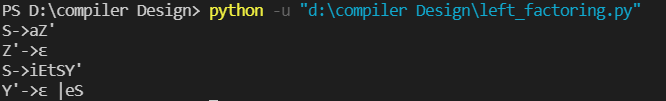 PS D:\compiler Design> python -u "d:\compiler Design\left_factoring.py"
S->aZ'
Z'->ε
S->iEtSY'
Y'->ε |eS